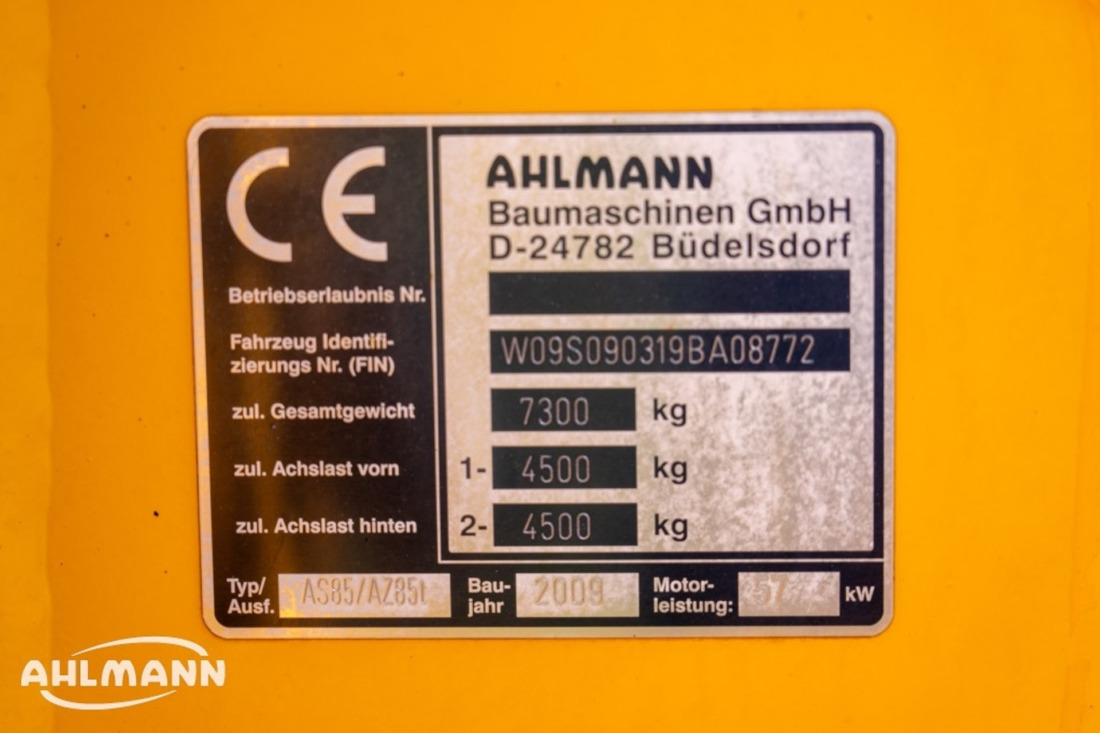 CE
AHLMANN
Baumaschinen GmbH
D-24782 Büdelsdorf
Betriebserlaubnis Nr.
Fahrzeug Identifi-
zierungs Nr. (FIN) W09S090319BA08772
zul. Gesamtgewicht 7300 kg
zul. Achslast vorn 1- 4500 kg
zul. Achslast hinten 2- 4500 kg
Typ/
Ausf. AS85/AZ85t
Bau-
jahr 2009
Motor-
leistung: 57 kW
AHLMANN